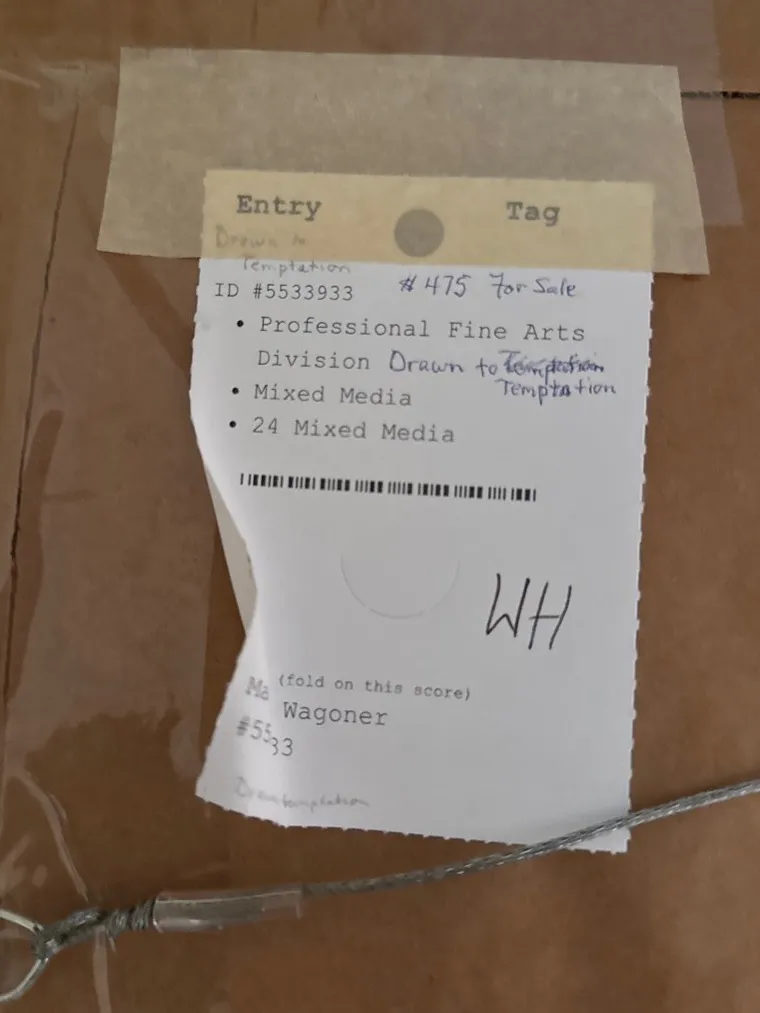 Entry Tag
Drawn to
Temptation
ID #5533933 #475 For Sale
• Professional Fine Arts
Division Drawn to
Temptation
• Mixed Media
• 24 Mixed Media
WH
(fold on this score)
Ma Wagoner
#55 33